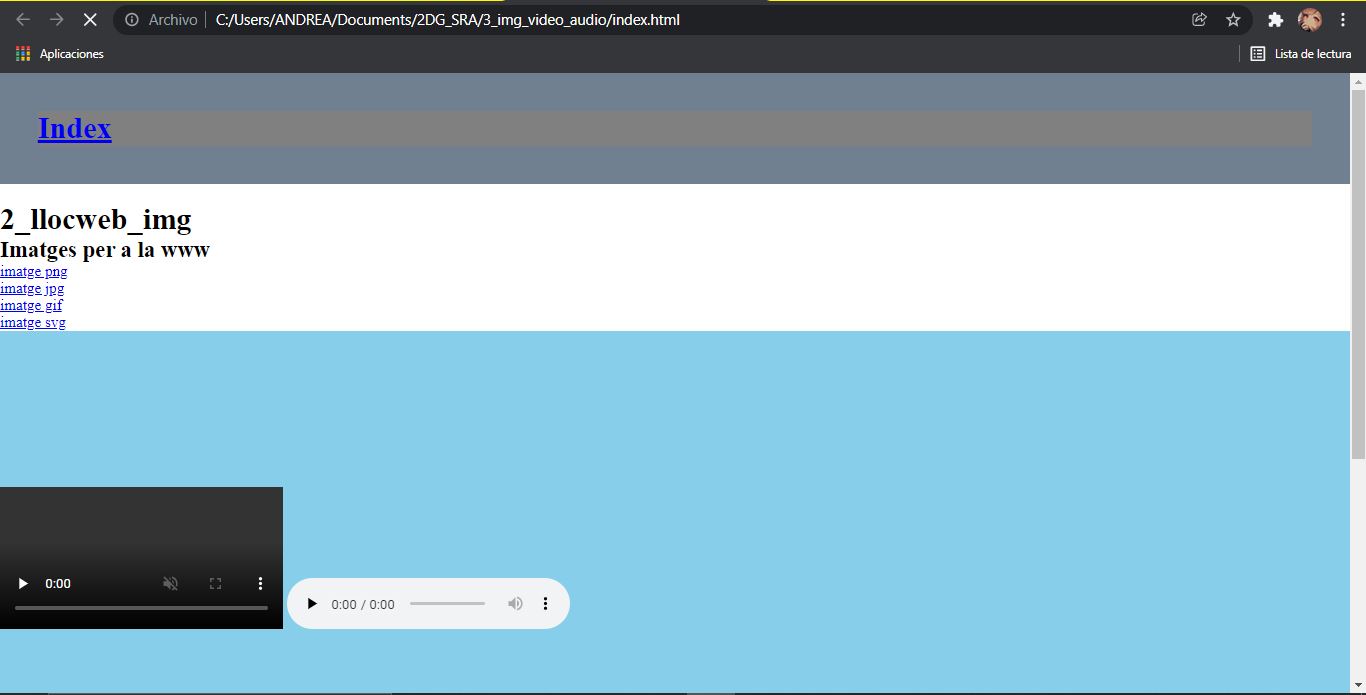 Archivo C:/Users/ANDREA/Documents/2DG_SRA/3_img_video_audio/index.html
Aplicaciones Lista de lectura
Index
2_llocweb_img
Imatges per a la www
imatge png
imatge jpg
imatge gif
imatge svg
0:00
0:00 / 0:00